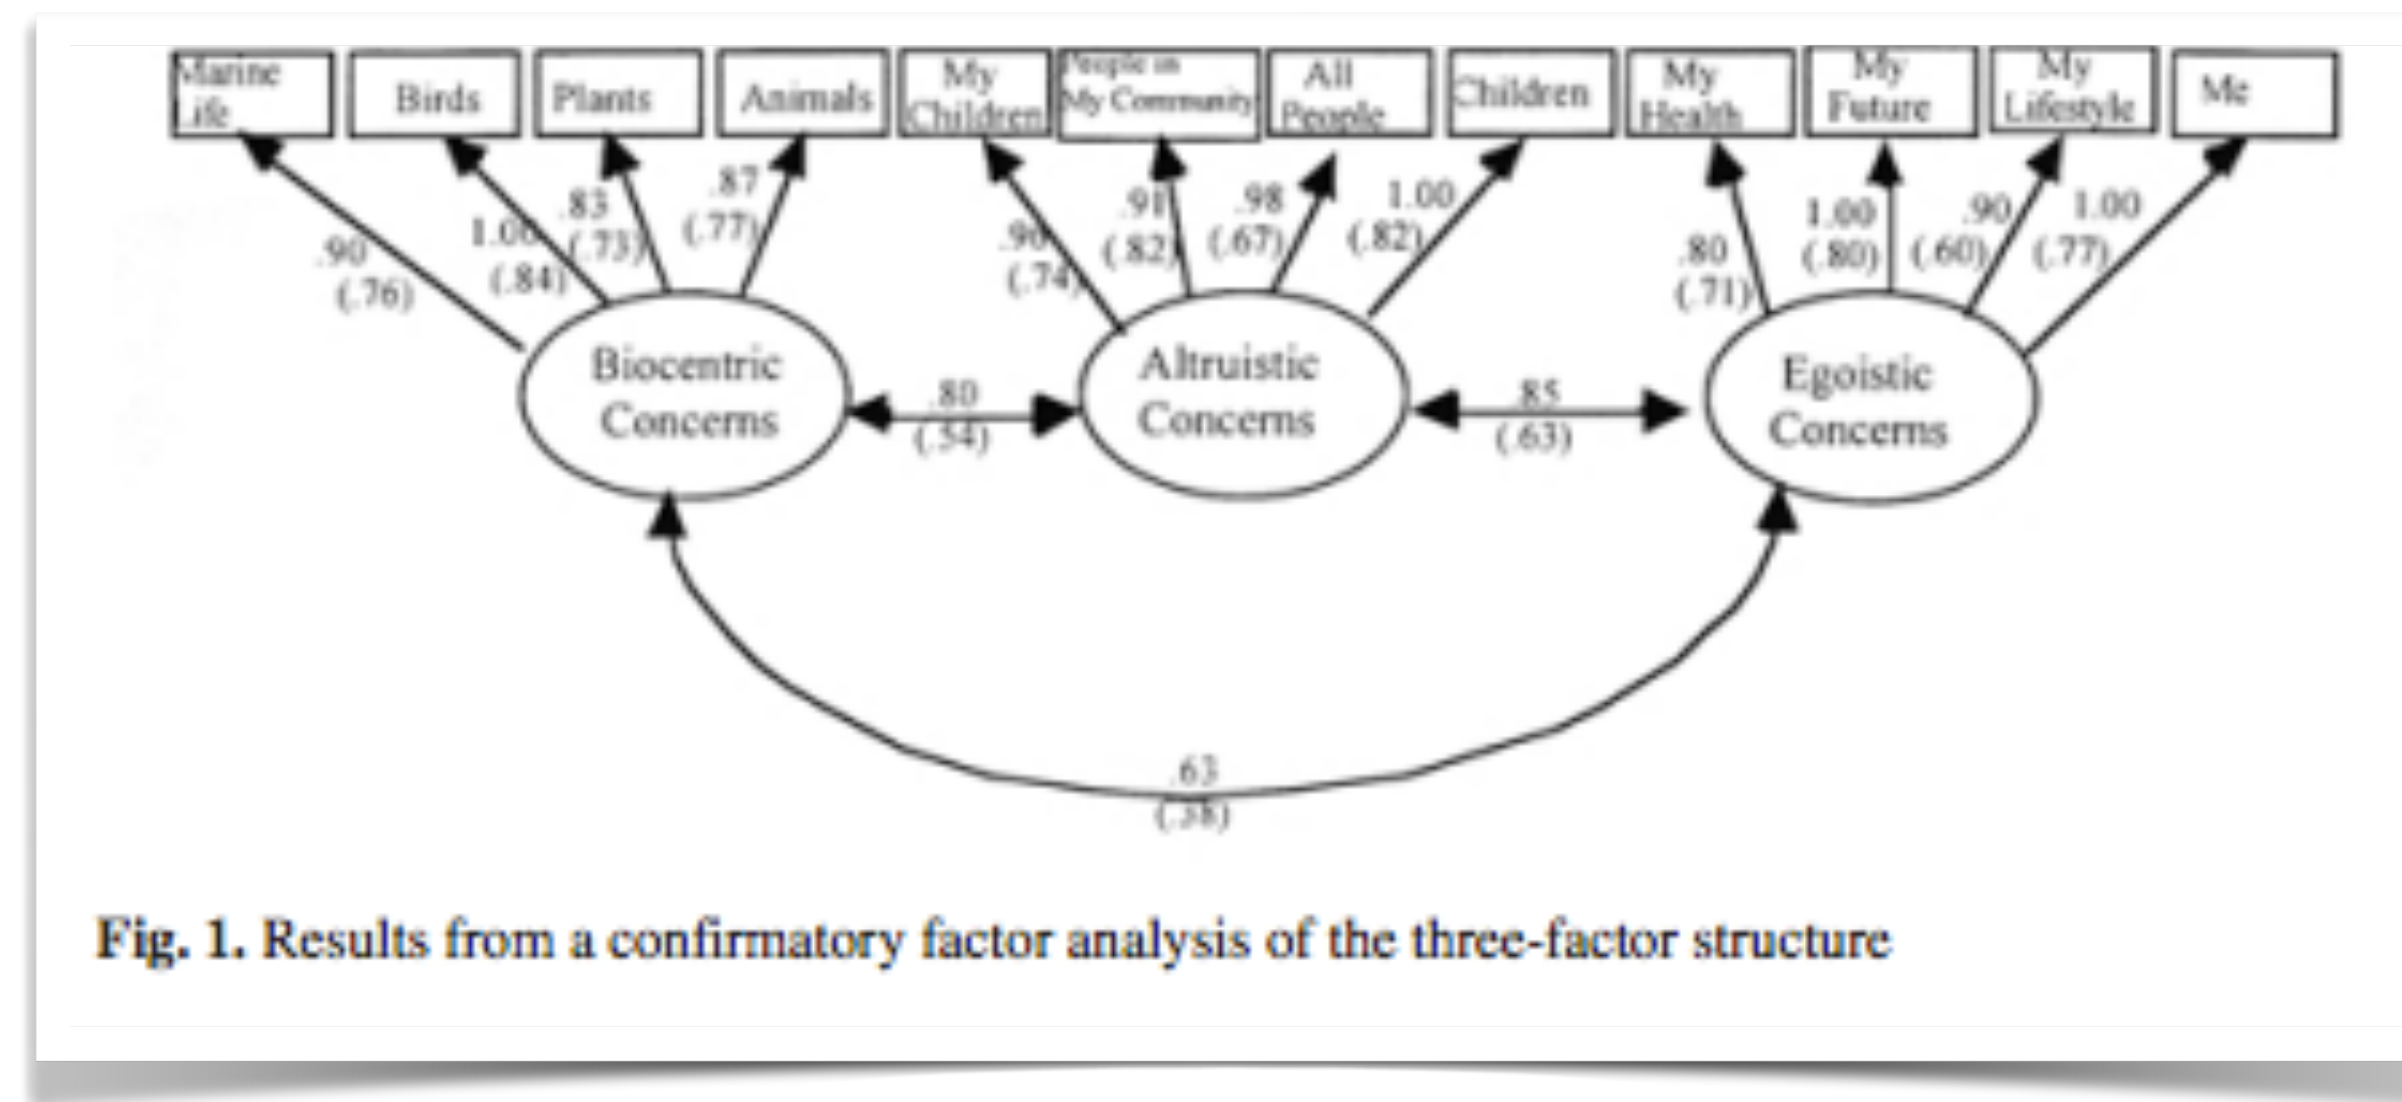 Marine
Life
Birds
Plants
Animals
My
Children
People in
My Community
All
People
Children
My
Health
My
Future
My
Lifestyle
Me
.90
(.76)
1.00
(.84)
.83
(.73)
.87
(.77)
(.74)
.91
(.82)
.98
(.67)
1.00
(.82)
.80
(.71)
1.00
(.80)
.90
(.60)
1.00
(.77)
Biocentric
Concerns
.80
(.54)
Altruistic
Concerns
.85
(.63)
Egoistic
Concerns
.63
(.38)
Fig. 1. Results from a confirmatory factor analysis of the three-factor structure